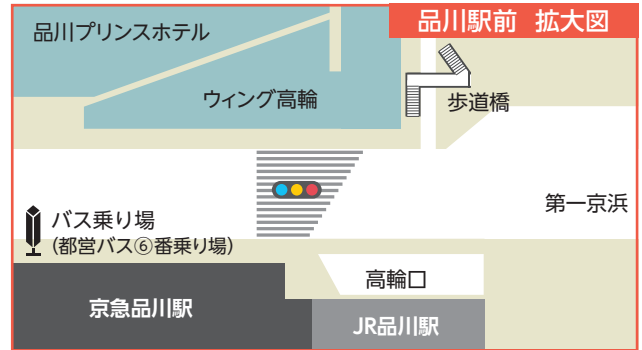 品川駅前 拡大図
品川プリンスホテル
ウィング高輪
歩道橋
第一京浜
バス乗り場
(都営バス⑥番乗り場)
高輪口
京急品川駅
JR品川駅